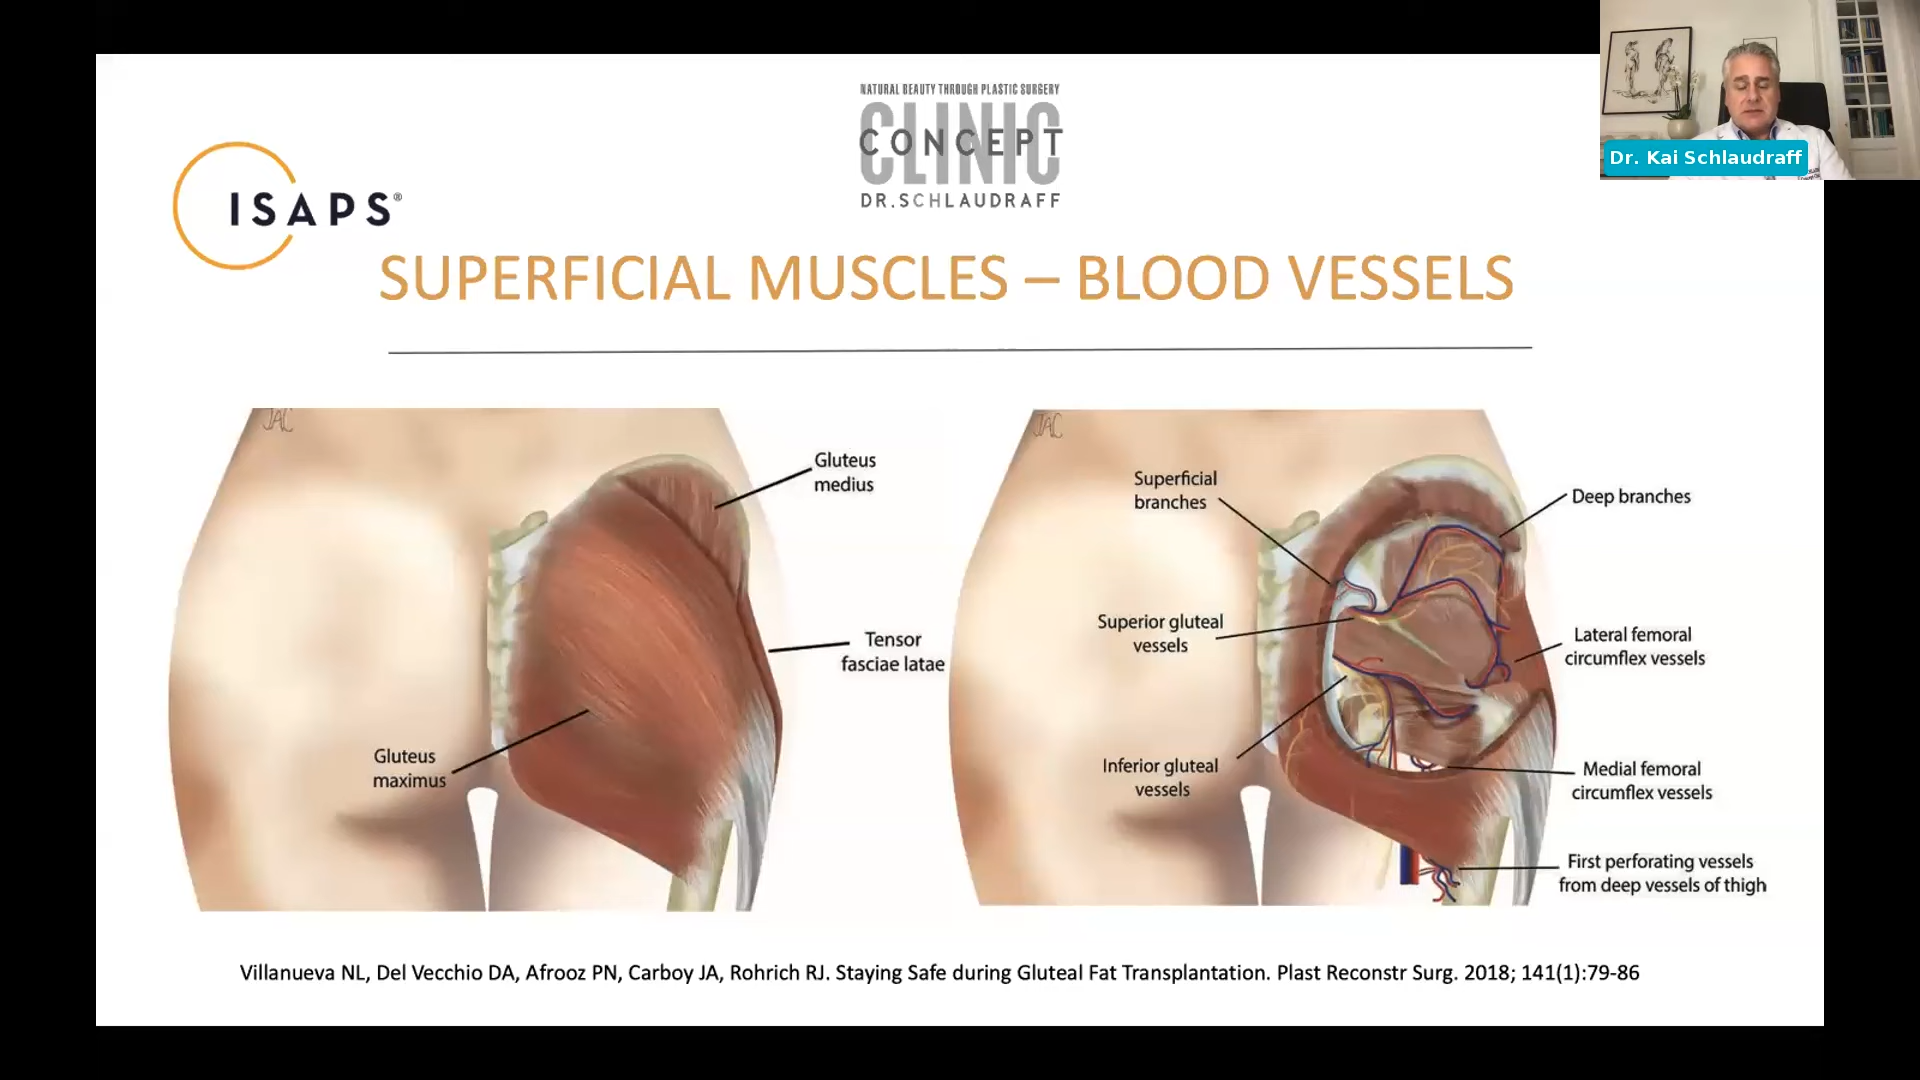 NATURAL BEAUTY THROUGH PLASTIC SURGERY
CLINIC
CONCEPT
DR.SCHLAUDRAFF
Dr. Kai Schlaudraff
ISAPS®
SUPERFICIAL MUSCLES – BLOOD VESSELS
JAC
Gluteus
medius
Tensor
fasciae latae
Gluteus
maximus
JAC
Superficial
branches
Deep branches
Superior gluteal
vessels
Lateral femoral
circumflex vessels
Inferior gluteal
vessels
Medial femoral
circumflex vessels
First perforating vessels
from deep vessels of thigh
Villanueva NL, Del Vecchio DA, Afrooz PN, Carboy JA, Rohrich RJ. Staying Safe during Gluteal Fat Transplantation. Plast Reconstr Surg. 2018; 141(1):79-86